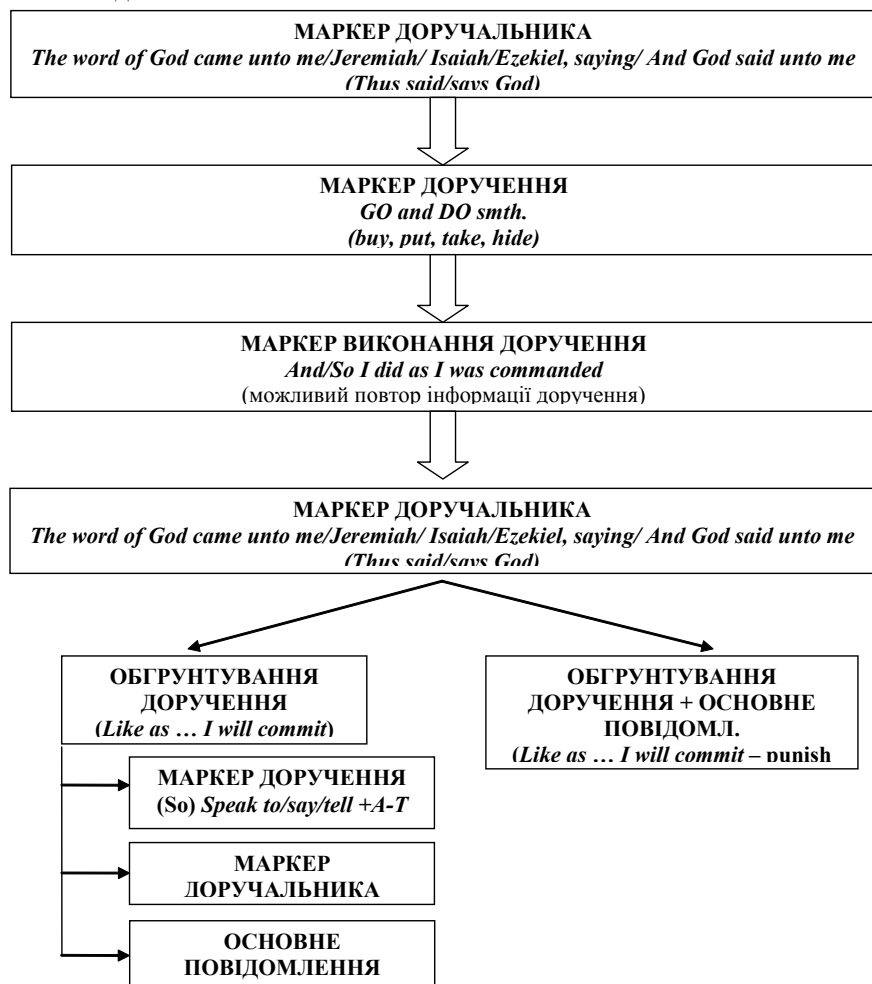 МАРКЕР ДОРУЧАЛЬНИКА
The word of God came unto me/Jeremiah/ Isaiah/Ezekiel, saying/ And God said unto me
(Thus said/says God)
МАРКЕР ДОРУЧЕННЯ
GO and DO smth.
(buy, put, take, hide)
МАРКЕР ВИКОНАННЯ ДОРУЧЕННЯ
And/So I did as I was commanded
(можливий повтор інформації доручення)
МАРКЕР ДОРУЧАЛЬНИКА
The word of God came unto me/Jeremiah/ Isaiah/Ezekiel, saying/ And God said unto me
(Thus said/says God)
ОБГРУНТУВАННЯ
ДОРУЧЕННЯ
(Like as … I will commit)
МАРКЕР ДОРУЧЕННЯ
(So) Speak to/say/tell +A-T
МАРКЕР
ДОРУЧАЛЬНИКА
ОСНОВНЕ
ПОВІДОМЛЕННЯ
ОБГРУНТУВАННЯ
ДОРУЧЕННЯ + ОСНОВНЕ
ПОВІДОМЛ.
(Like as … I will commit – punish